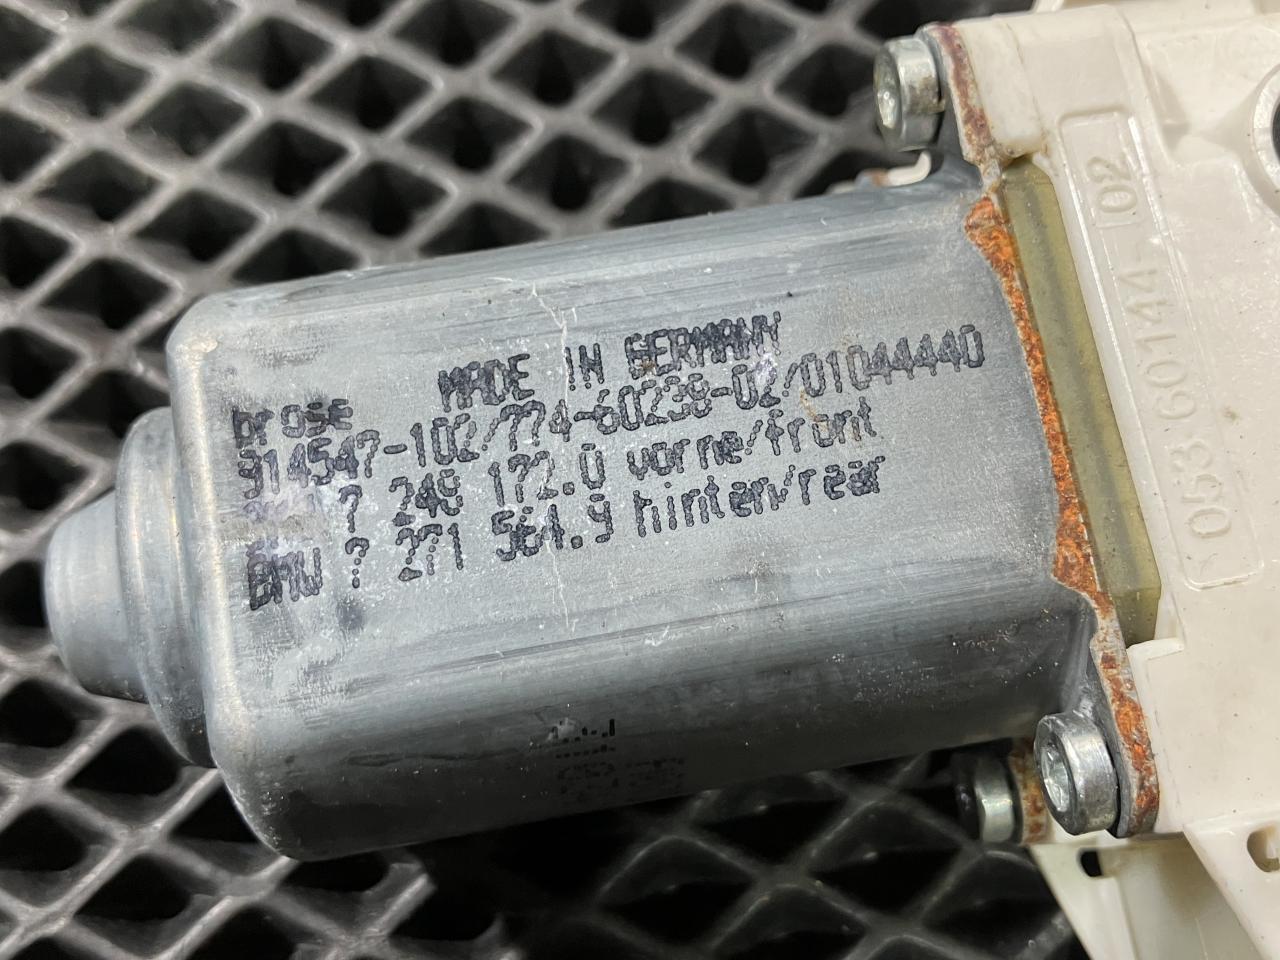 brose MADE IN GERMANY
914547-102/774-60238-02/01044440
7 248 172.0 vorne/front
BMW 7 271 564.9 hinten/rear
053 60144- 02